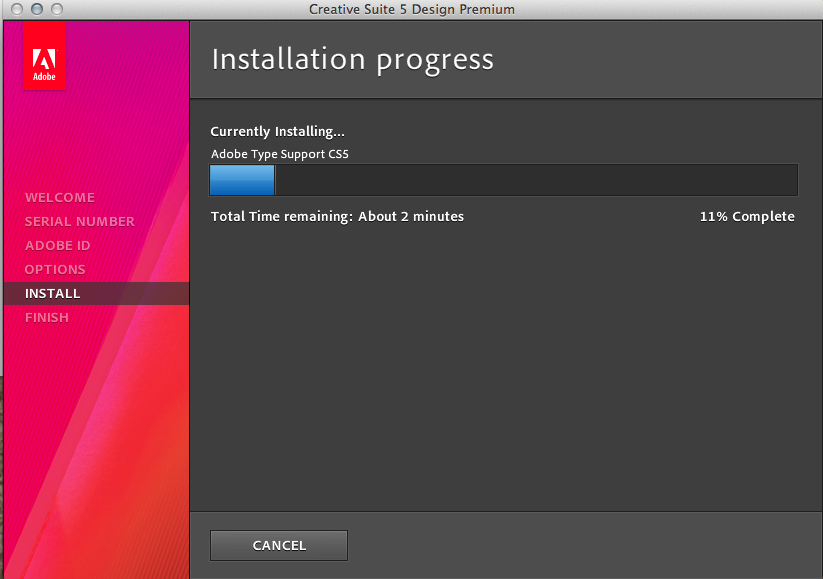 Creative Suite 5 Design Premium
Adobe
Installation progress
WELCOME
SERIAL NUMBER
ADOBE ID
OPTIONS
INSTALL
FINISH
Currently Installing...
Adobe Type Support CS5
Total Time remaining: About 2 minutes 11% Complete
CANCEL